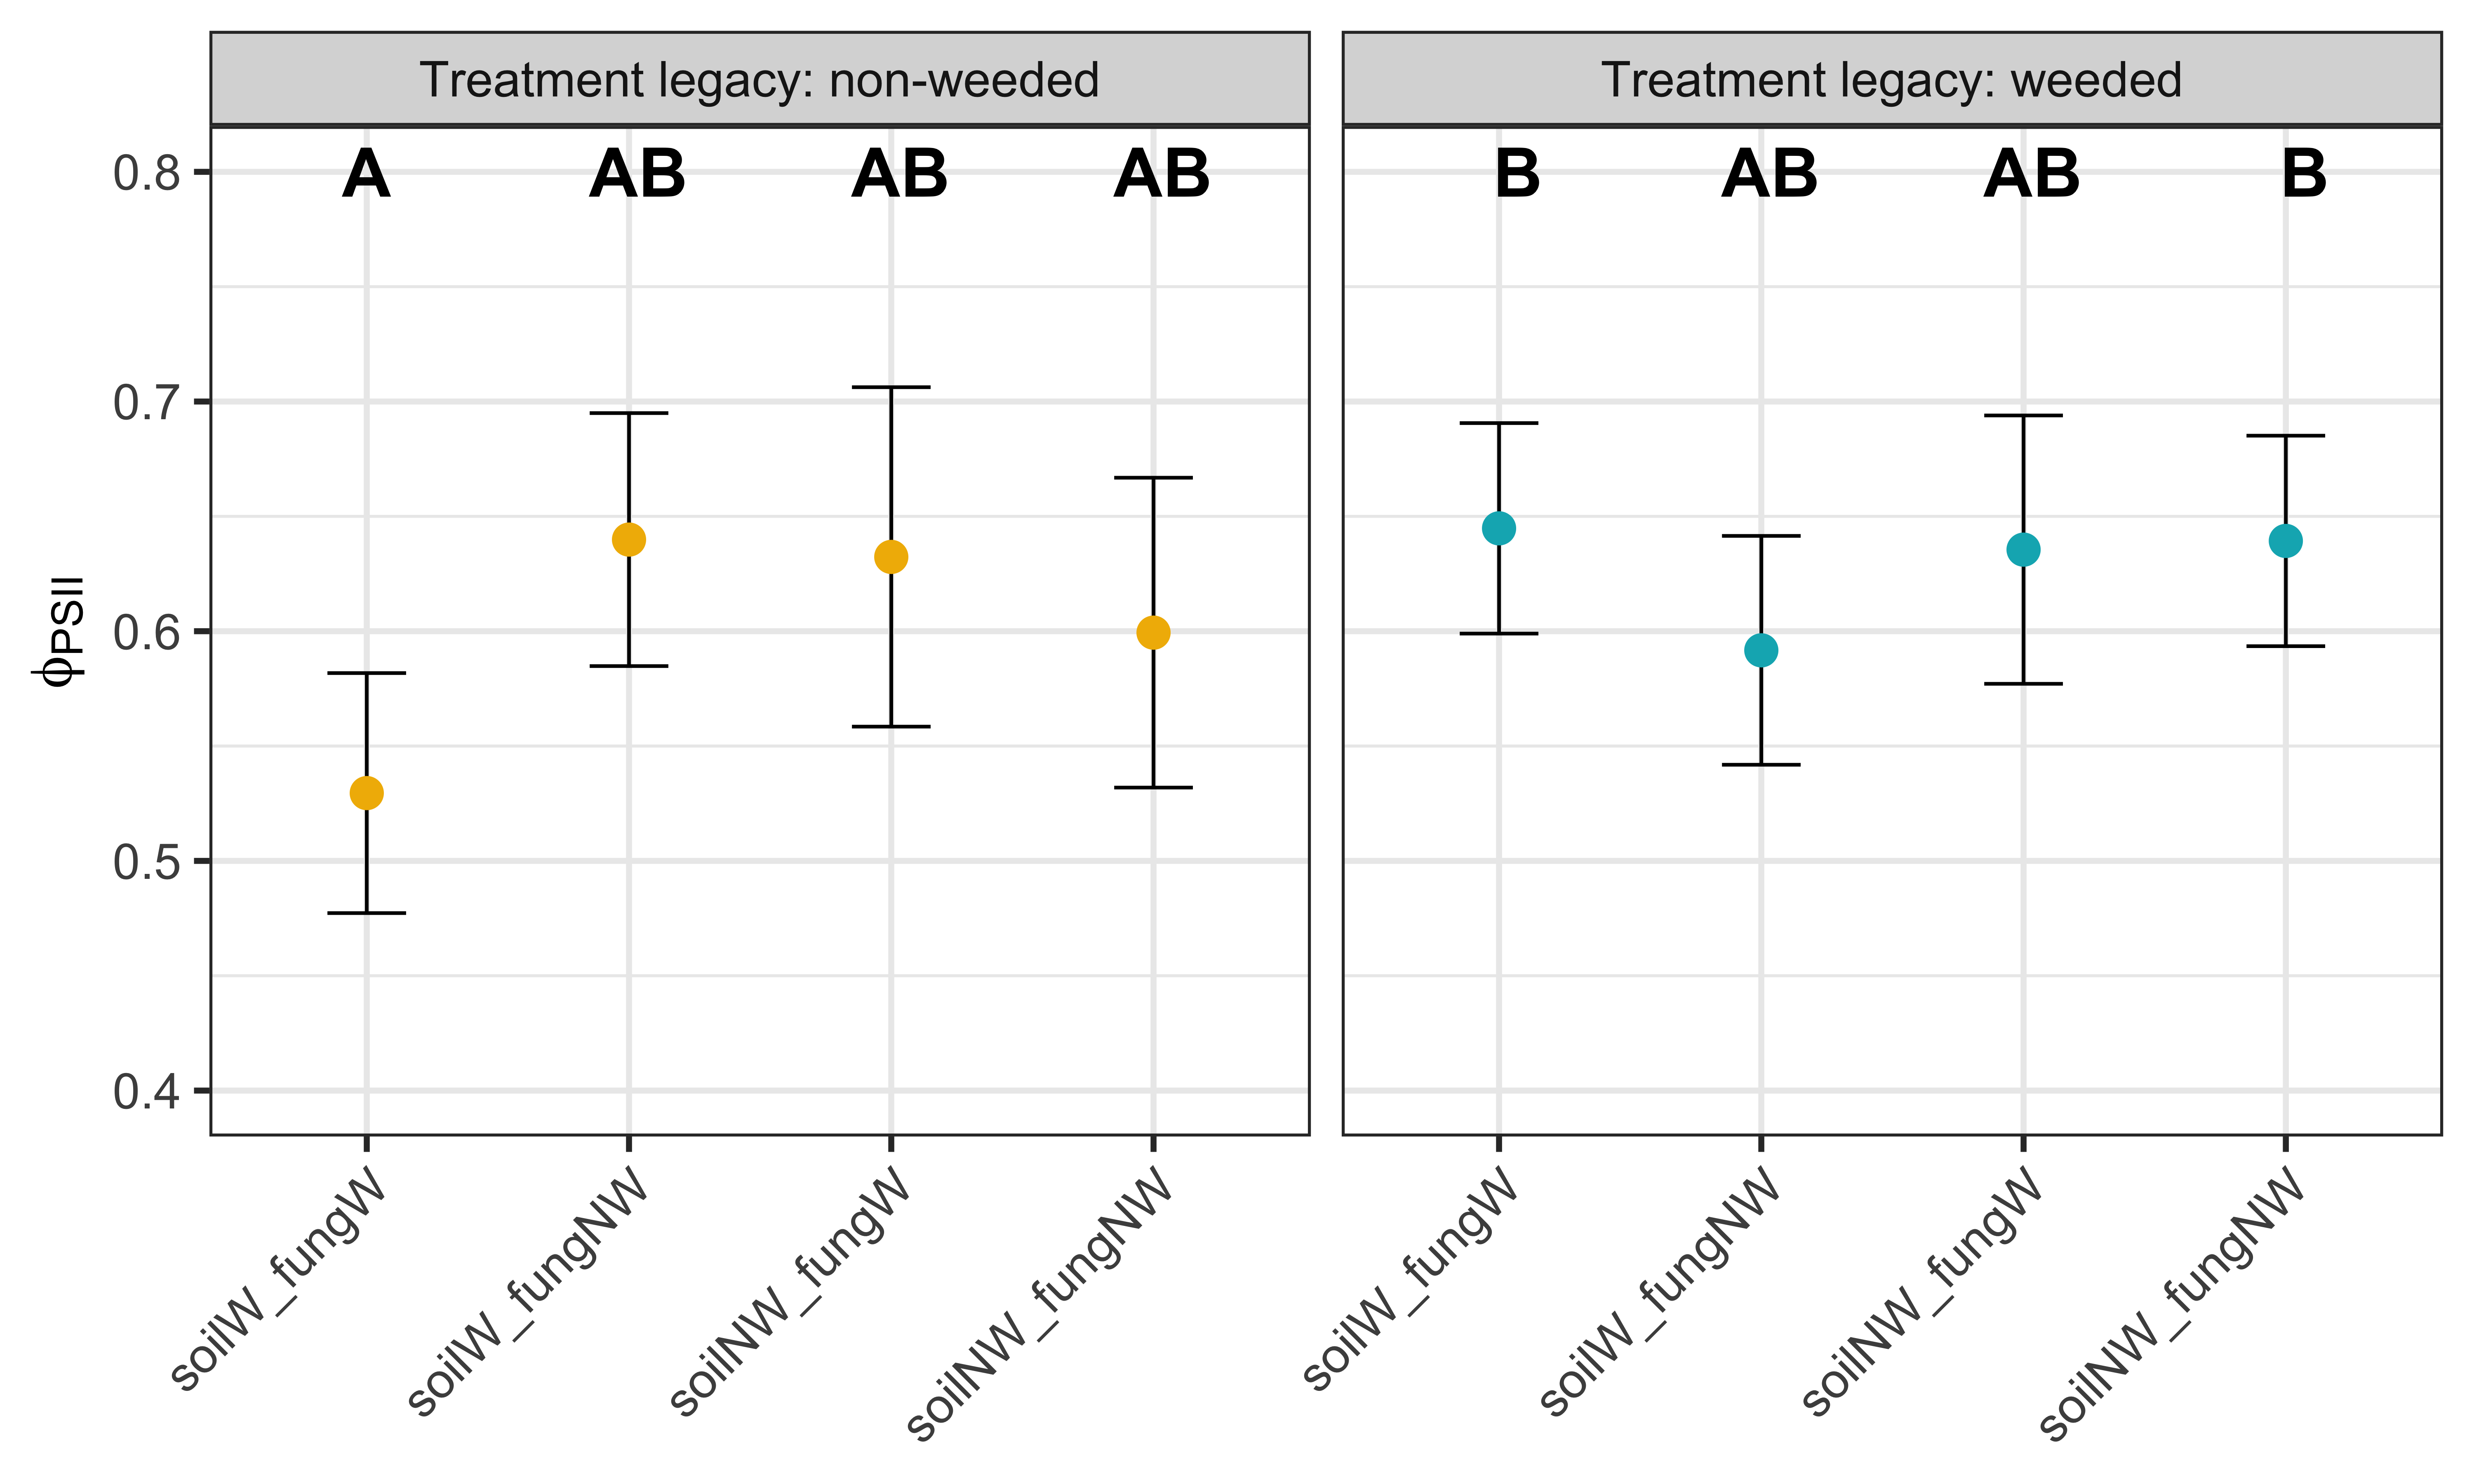 Treatment legacy: non-weeded
Treatment legacy: weeded
A AB AB AB
B AB AB B
0.8
0.7
0.6
0.5
0.4
ϕPSII
soilW_fungW
soilW_fungNW
soilNW_fungW
soilNW_fungNW
soilW_fungW
soilW_fungNW
soilNW_fungW
soilNW_fungNW